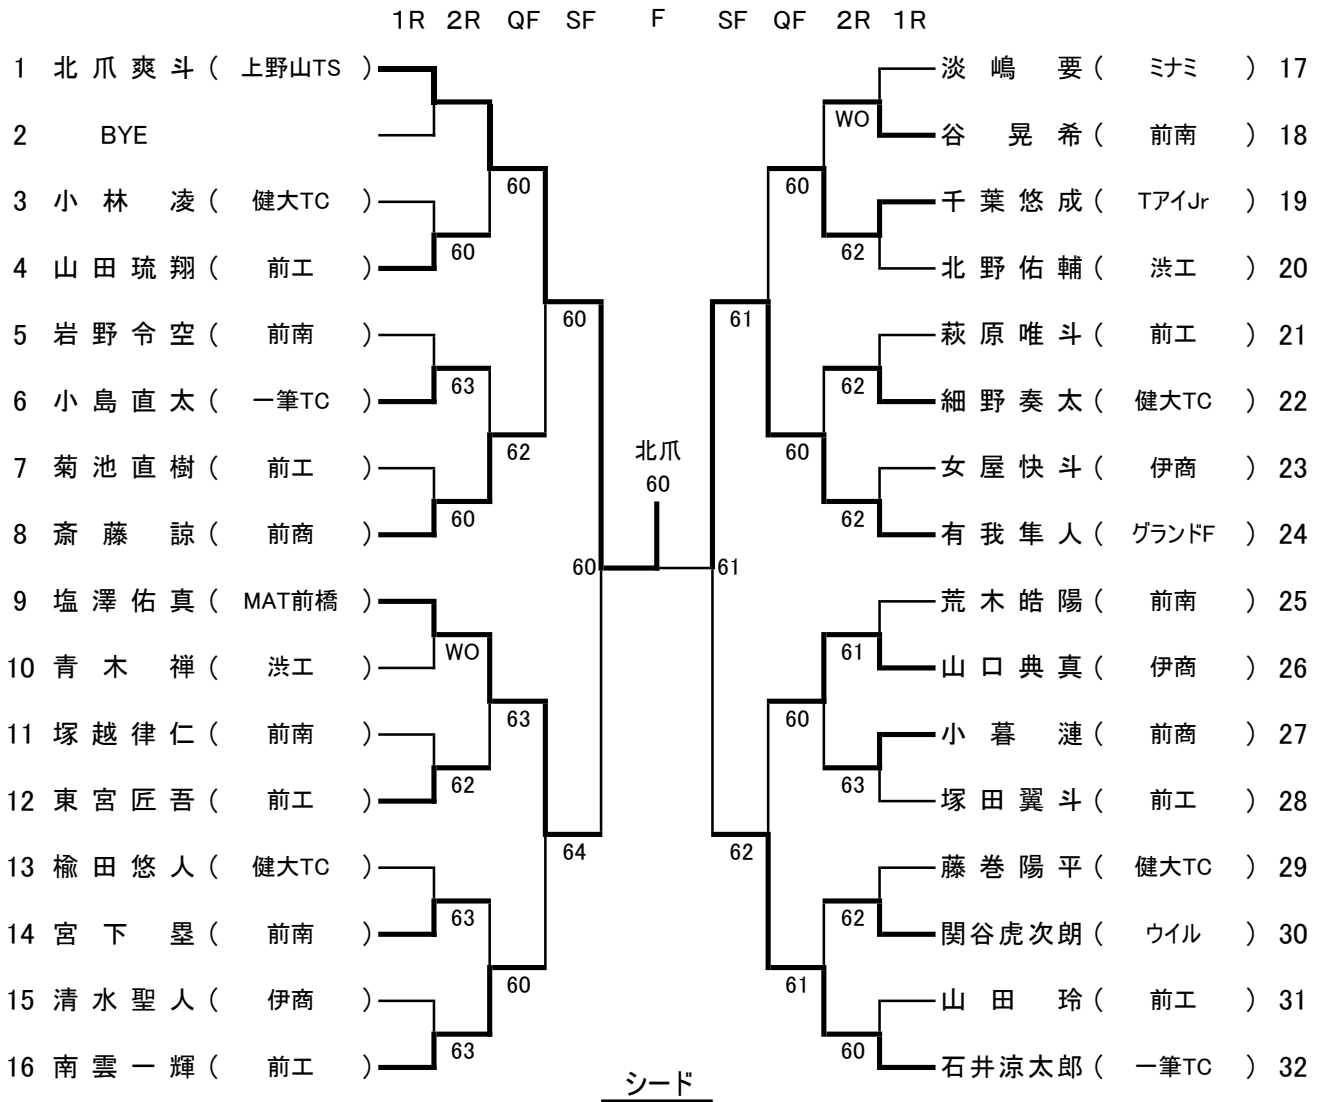 1R 2R QF SF F SF QF 2R 1R
1 北爪爽斗 ( 上野山TS ) 淡嶋 要 ( ミナミ ) 17
WO
2 BYE 谷 晃希 ( 前南 ) 18
60 60
3 小林 凌 ( 健大TC ) 千葉悠成 ( TアイJr ) 19
60 62
4 山田琉翔 ( 前工 ) 北野佑輔 ( 渋工 ) 20
60 61
5 岩野令空 ( 前南 ) 萩原唯斗 ( 前工 ) 21
63 62
6 小島直太 ( 一筆TC ) 細野奏太 ( 健大TC ) 22
62 北爪 60
7 菊池直樹 ( 前工 ) 女屋快斗 ( 伊商 ) 23
60
60 62
8 斎藤 諒 ( 前商 ) 有我隼人 ( グランドF ) 24
60 61
9 塩澤佑真 ( MAT前橋 ) 荒木皓陽 ( 前南 ) 25
WO 61
10 青木 禅 ( 渋工 ) 山口典真 ( 伊商 ) 26
63 60
11 塚越律仁 ( 前南 ) 小暮 漣 ( 前商 ) 27
62 63
12 東宮匠吾 ( 前工 ) 塚田翼斗 ( 前工 ) 28
64 62
13 楡田悠人 ( 健大TC ) 藤巻陽平 ( 健大TC ) 29
63 62
14 宮下 塁 ( 前南 ) 関谷虎次朗 ( ウイル ) 30
60 61
15 清水聖人 ( 伊商 ) 山田 玲 ( 前工 ) 31
63 60
16 南雲一輝 ( 前工 ) 石井涼太郎 ( 一筆TC ) 32
シード